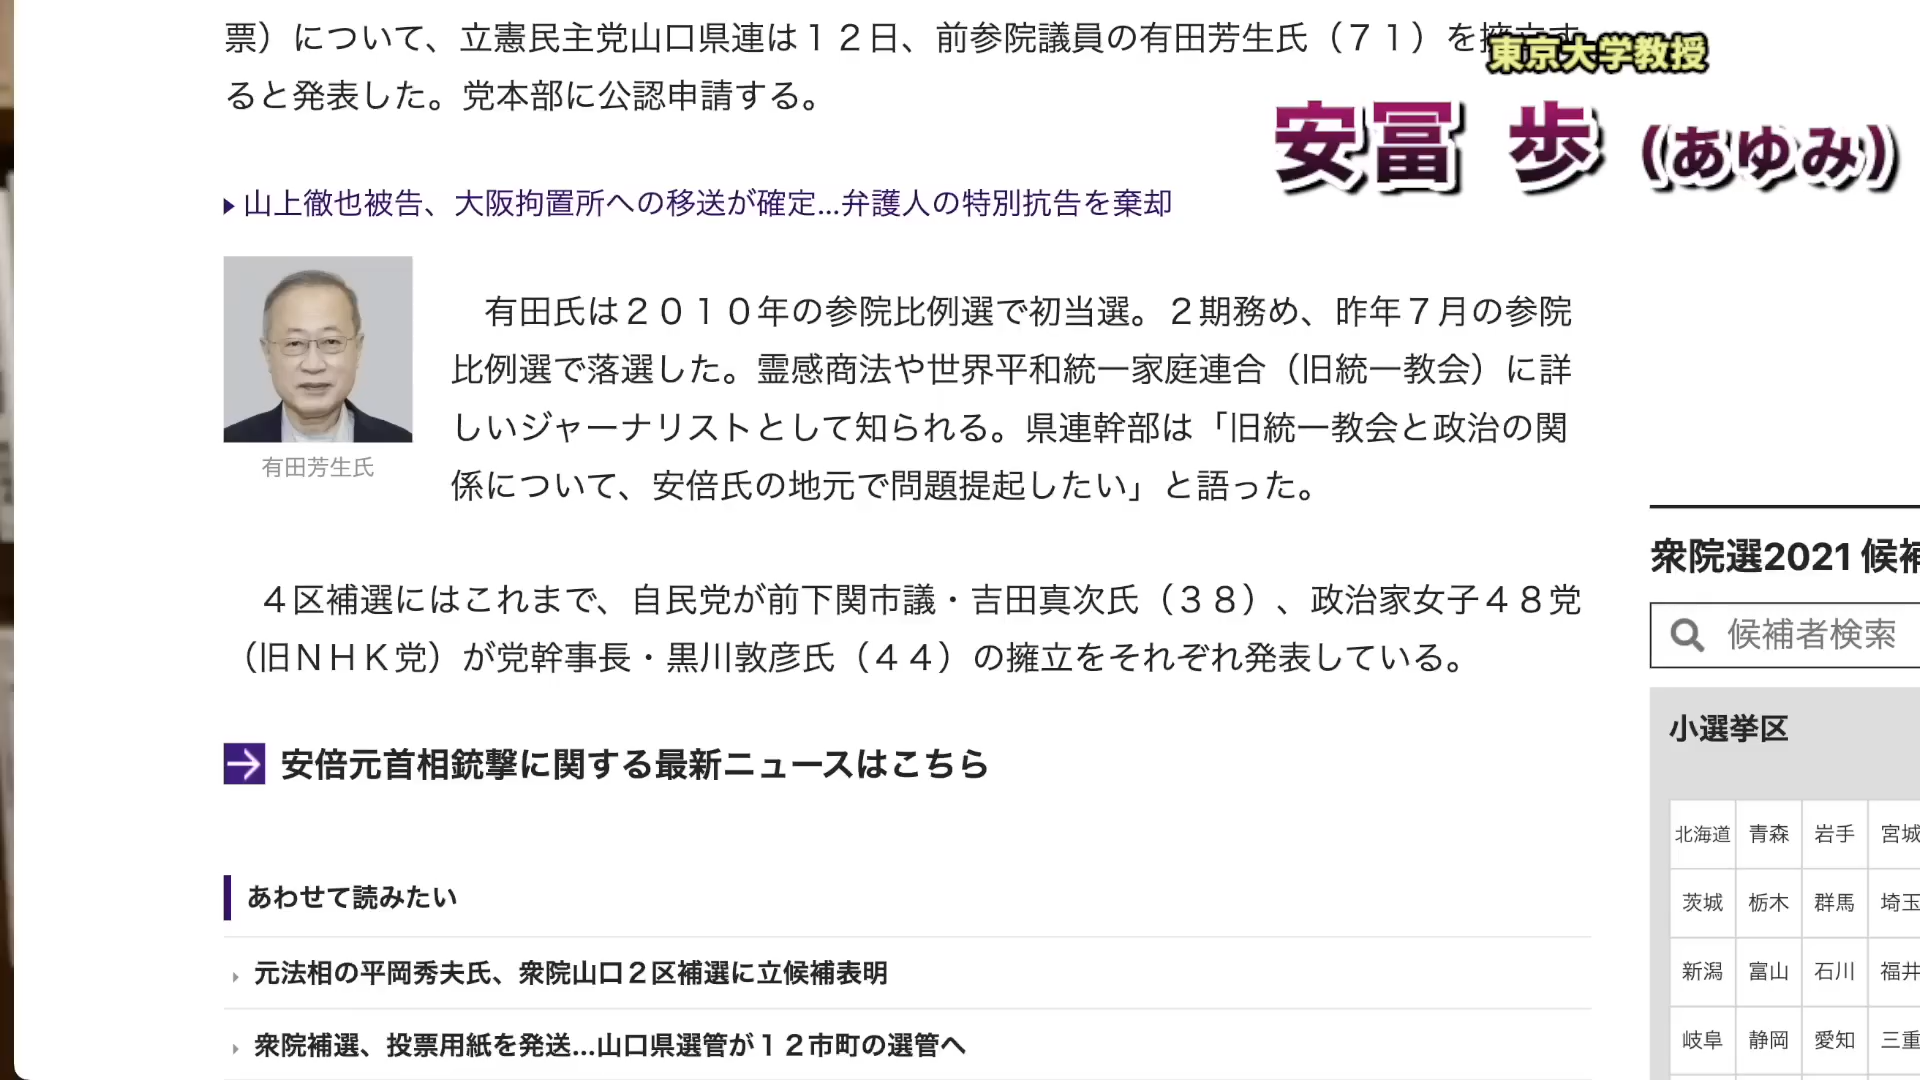 票）について、立憲民主党山口県連は１２日、前参院議員の有田芳生氏（７１）を擁立す
ると発表した。党本部に公認申請する。
東京大学教授
安冨 歩（あゆみ）
山上徹也被告、大阪拘置所への移送が確定…弁護人の特別抗告を棄却
有田芳生氏
有田氏は２０１０年の参院比例選で初当選。２期務め、昨年７月の参院
比例選で落選した。霊感商法や世界平和統一家庭連合（旧統一教会）に詳
しいジャーナリストとして知られる。県連幹部は「旧統一教会と政治の関
係について、安倍氏の地元で問題提起したい」と語った。
４区補選にはこれまで、自民党が前下関市議・吉田真次氏（３８）、政治家女子４８党
（旧ＮＨＫ党）が党幹事長・黒川敦彦氏（４４）の擁立をそれぞれ発表している。
安倍元首相銃撃に関する最新ニュースはこちら
あわせて読みたい
元法相の平岡秀夫氏、衆院山口２区補選に立候補表明
衆院補選、投票用紙を発送…山口県選管が１２市町の選管へ
衆院選2021 候補
候補者検索
小選挙区
北海道 青森 岩手 宮城
茨城 栃木 群馬 埼玉
新潟 富山 石川 福井
岐阜 静岡 愛知 三重